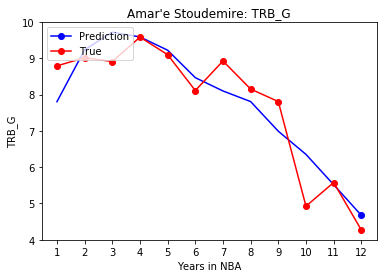 Amar'e Stoudemire: TRB_G
Prediction
True
10
9
8
7
6
5
4
TRB_G
1 2 3 4 5 6 7 8 9 10 11 12
Years in NBA